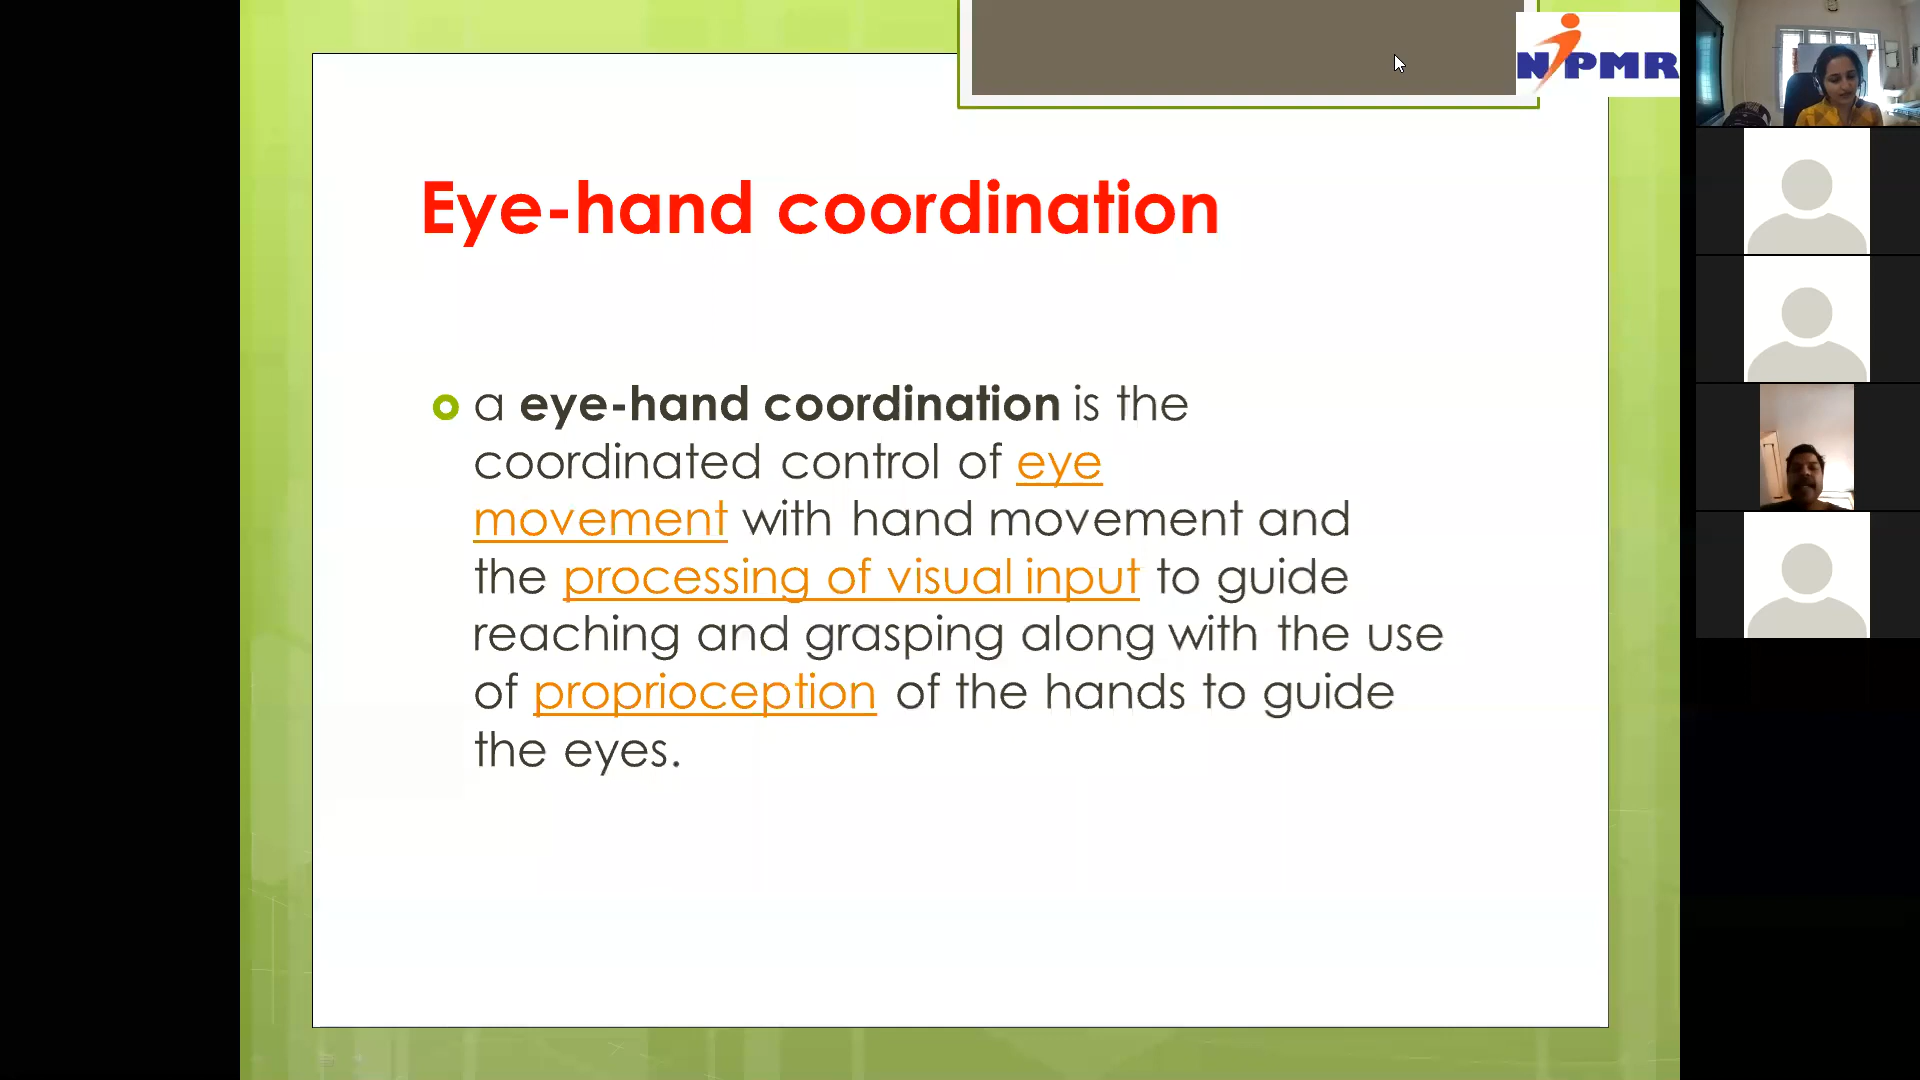 NIPMR
Eye-hand coordination
a eye-hand coordination is the
coordinated control of eye
movement with hand movement and
the processing of visual input to guide
reaching and grasping along with the use
of proprioception of the hands to guide
the eyes.